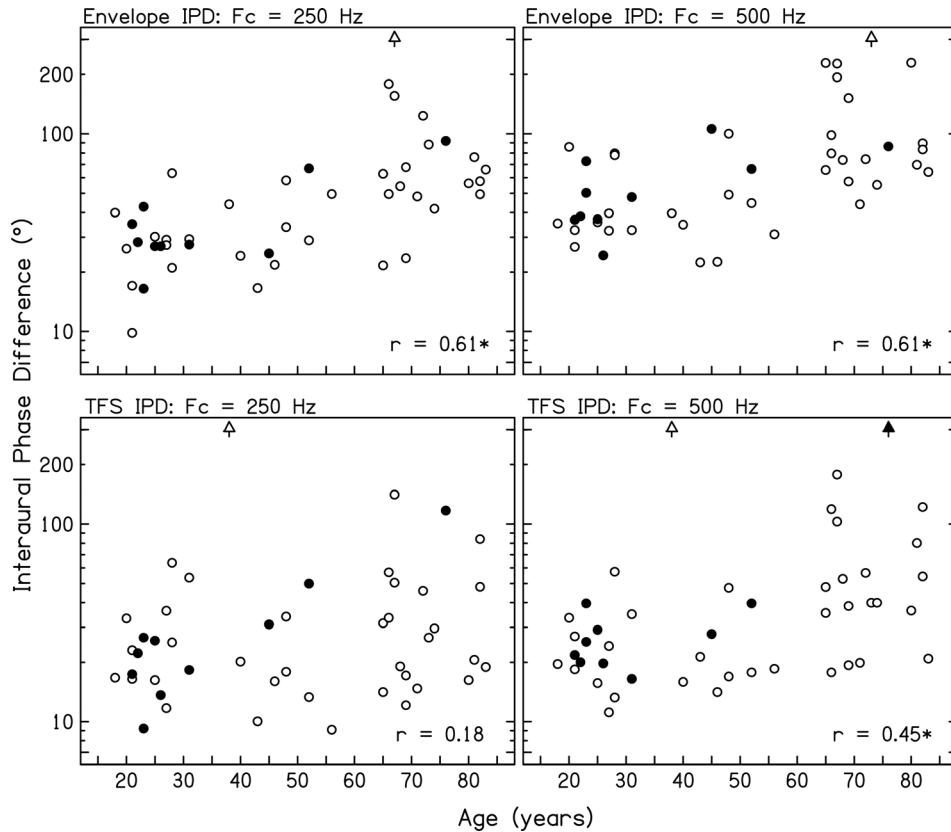 Envelope IPD: Fc = 250 Hz
Envelope IPD: Fc = 500 Hz
200
100
10
r = 0.61*
r = 0.61*
TFS IPD: Fc = 250 Hz
TFS IPD: Fc = 500 Hz
200
100
10
r = 0.18
r = 0.45*
20 30 40 50 60 70 80
20 30 40 50 60 70 80
Interaural Phase Difference (°)
Age (years)